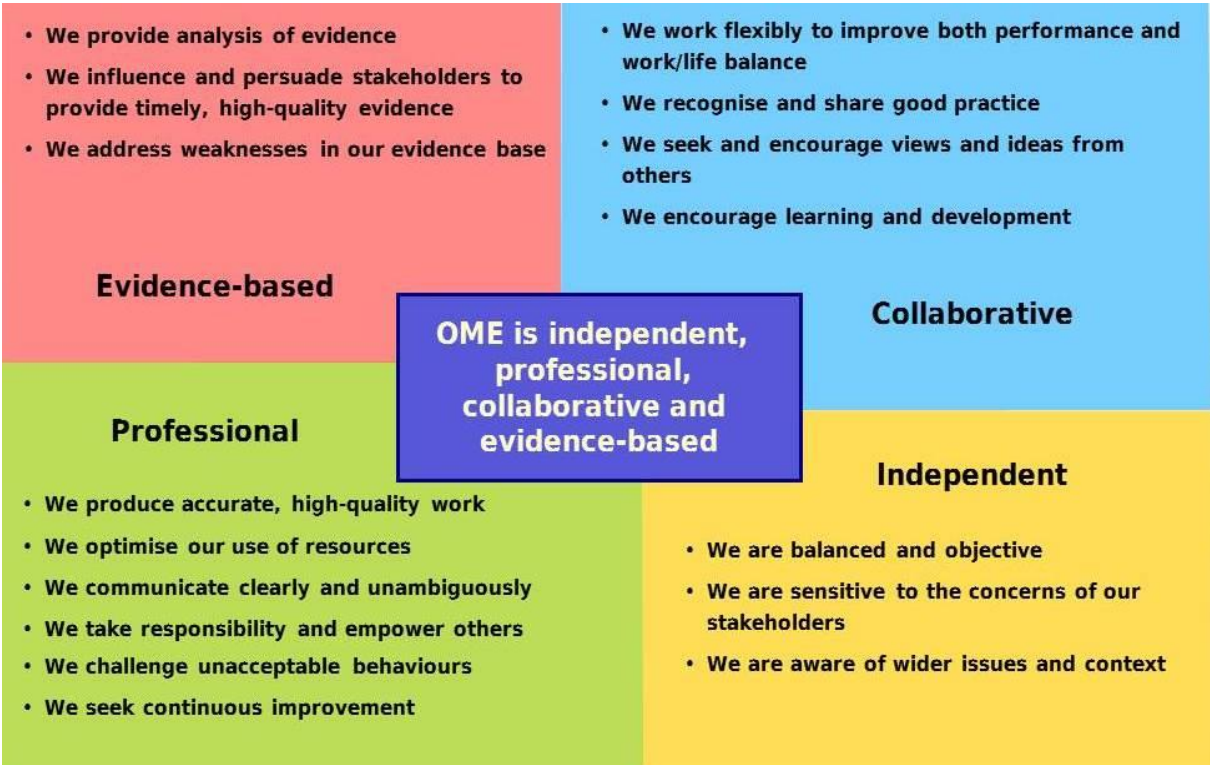 • We provide analysis of evidence
• We influence and persuade stakeholders to
provide timely, high-quality evidence
• We address weaknesses in our evidence base
Evidence-based
• We work flexibly to improve both performance and
work/life balance
• We recognise and share good practice
• We seek and encourage views and ideas from
others
• We encourage learning and development
Collaborative
OME is independent,
professional,
collaborative and
evidence-based
Professional
• We produce accurate, high-quality work
• We optimise our use of resources
• We communicate clearly and unambiguously
• We take responsibility and empower others
• We challenge unacceptable behaviours
• We seek continuous improvement
Independent
• We are balanced and objective
• We are sensitive to the concerns of our
stakeholders
• We are aware of wider issues and context